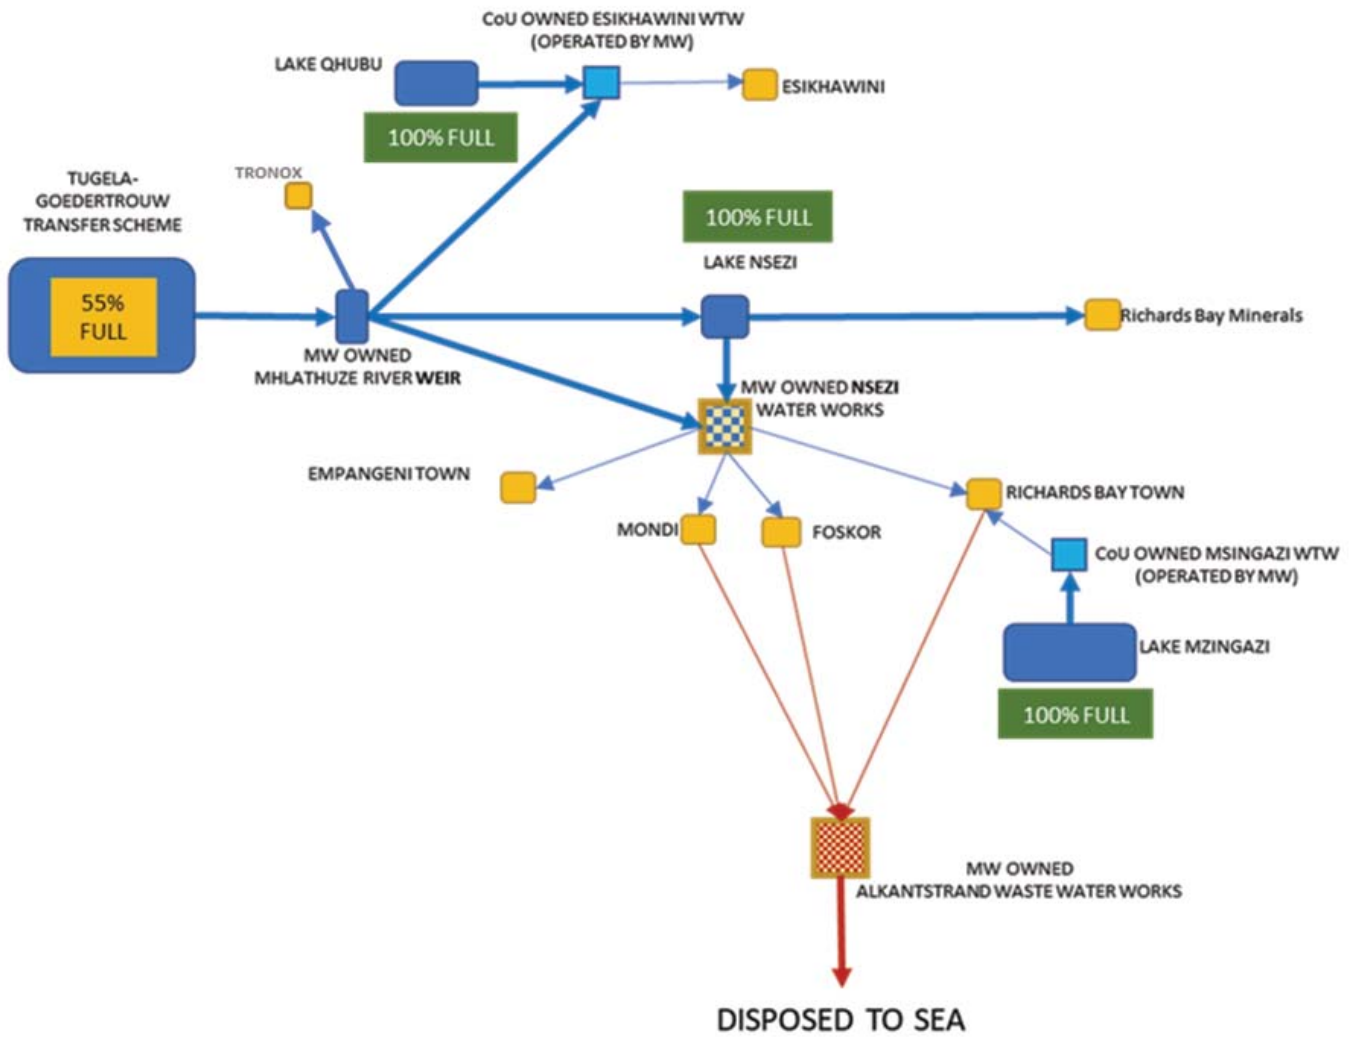 CoU OWNED ESIKHAWINI WTW
(OPERATED BY MW)
LAKE QHUBU
ESIKHAWINI
100% FULL
TRONOX
TUGELA-
GOEDERTROUW
TRANSFER SCHEME
100% FULL
LAKE NSEZI
55%
FULL
Richards Bay Minerals
MW OWNED
MHLATHUZE RIVER WEIR
MW OWNED NSEZI
WATER WORKS
EMPANGENI TOWN
RICHARDS BAY TOWN
MONDI
FOSKOR
CoU OWNED MSINGAZI WTW
(OPERATED BY MW)
LAKE MZINGAZI
100% FULL
MW OWNED
ALKANTSTRAND WASTE WATER WORKS
DISPOSED TO SEA